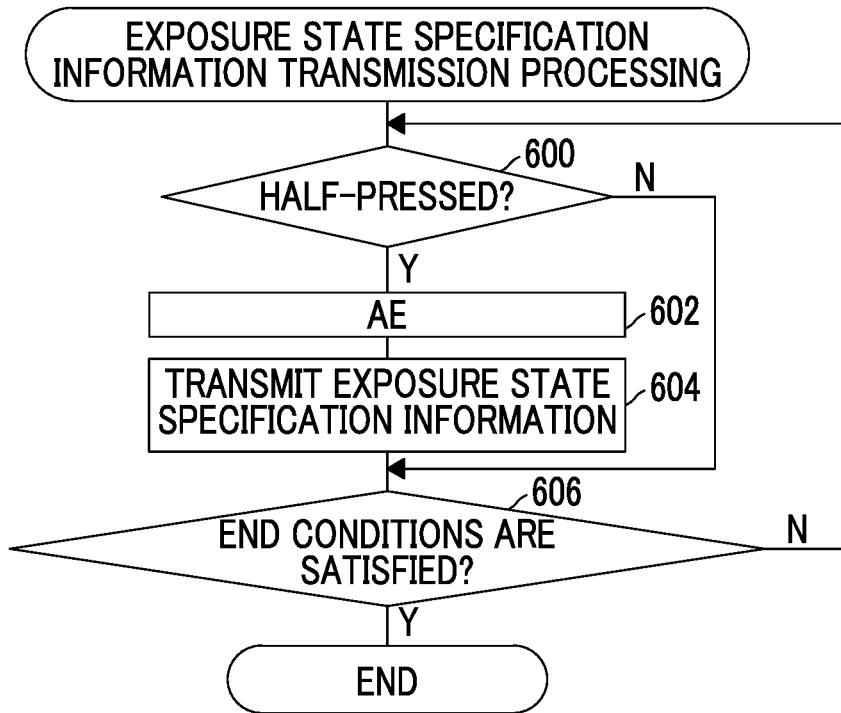 EXPOSURE STATE SPECIFICATION
INFORMATION TRANSMISSION PROCESSING
600
HALF-PRESSED?
N
Y
AE
602
TRANSMIT EXPOSURE STATE
SPECIFICATION INFORMATION
604
606
END CONDITIONS ARE
SATISFIED?
N
Y
END